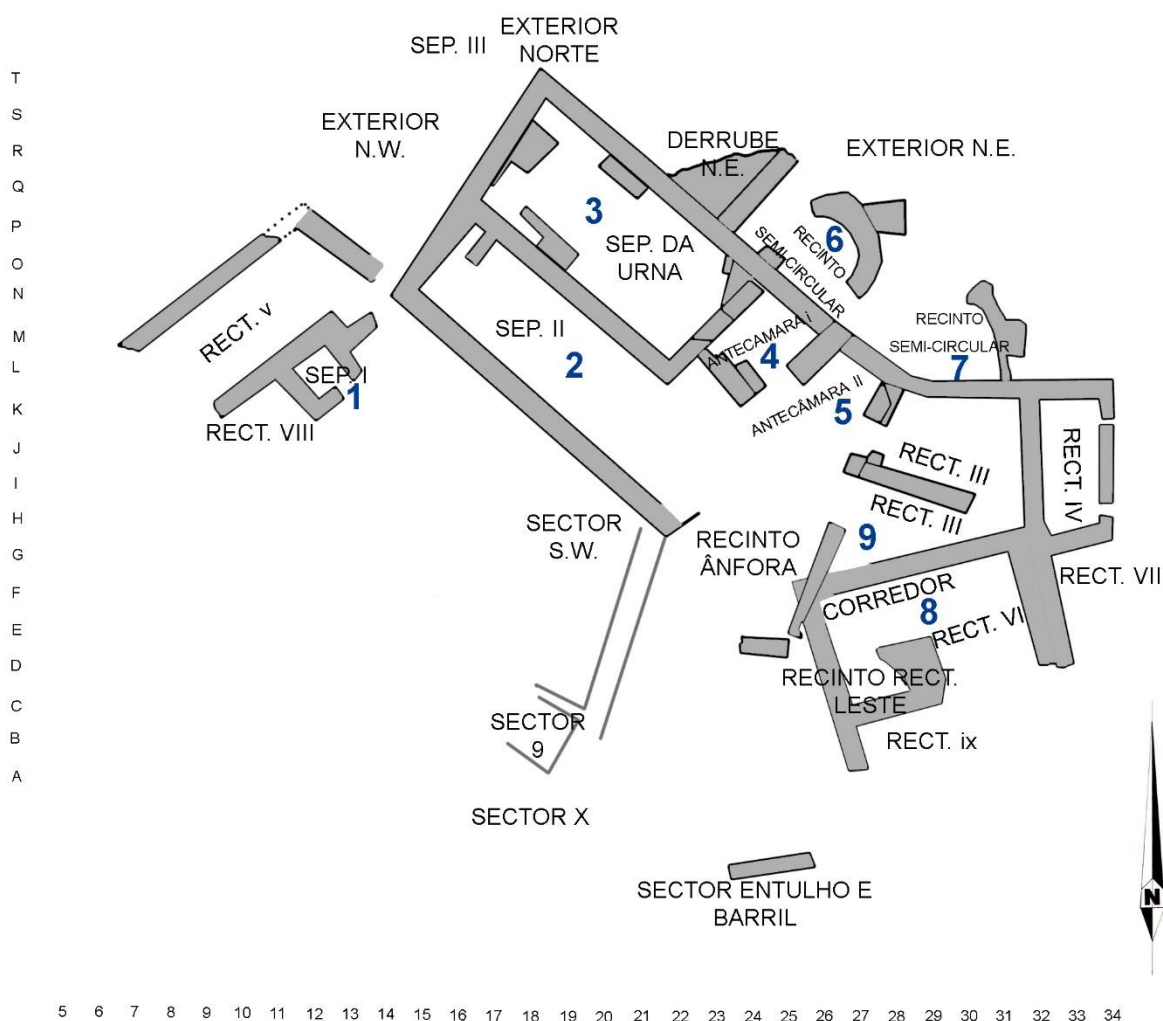 EXTERIOR
NORTE
SEP. III
T
S
R
Q
P
O
N
M
L
K
J
I
H
G
F
E
D
C
B
A
EXTERIOR
N.W.
DERRUBE
N.E.
EXTERIOR N.E.
3
SEP. DA
URNA
6
RECINTO
SEMI-CIRCULAR
RECT. v
SEP. II
2
ANTECAMARA i
4
RECINTO
SEMI-CIRCULAR
7
SEP. I
1
RECT. VIII
ANTECÂMARA II
5
RECT. III
RECT. III
RECT. IV
SECTOR
S.W.
RECINTO
ÂNFORA
9
CORREDOR
8
RECT. VI
RECT. VII
RECINTO RECT.
LESTE
SECTOR
9
RECT. ix
SECTOR X
SECTOR ENTULHO E
BARRIL
N
5 6 7 8 9 10 11 12 13 14 15 16 17 18 19 20 21 22 23 24 25 26 27 28 29 30 31 32 33 34